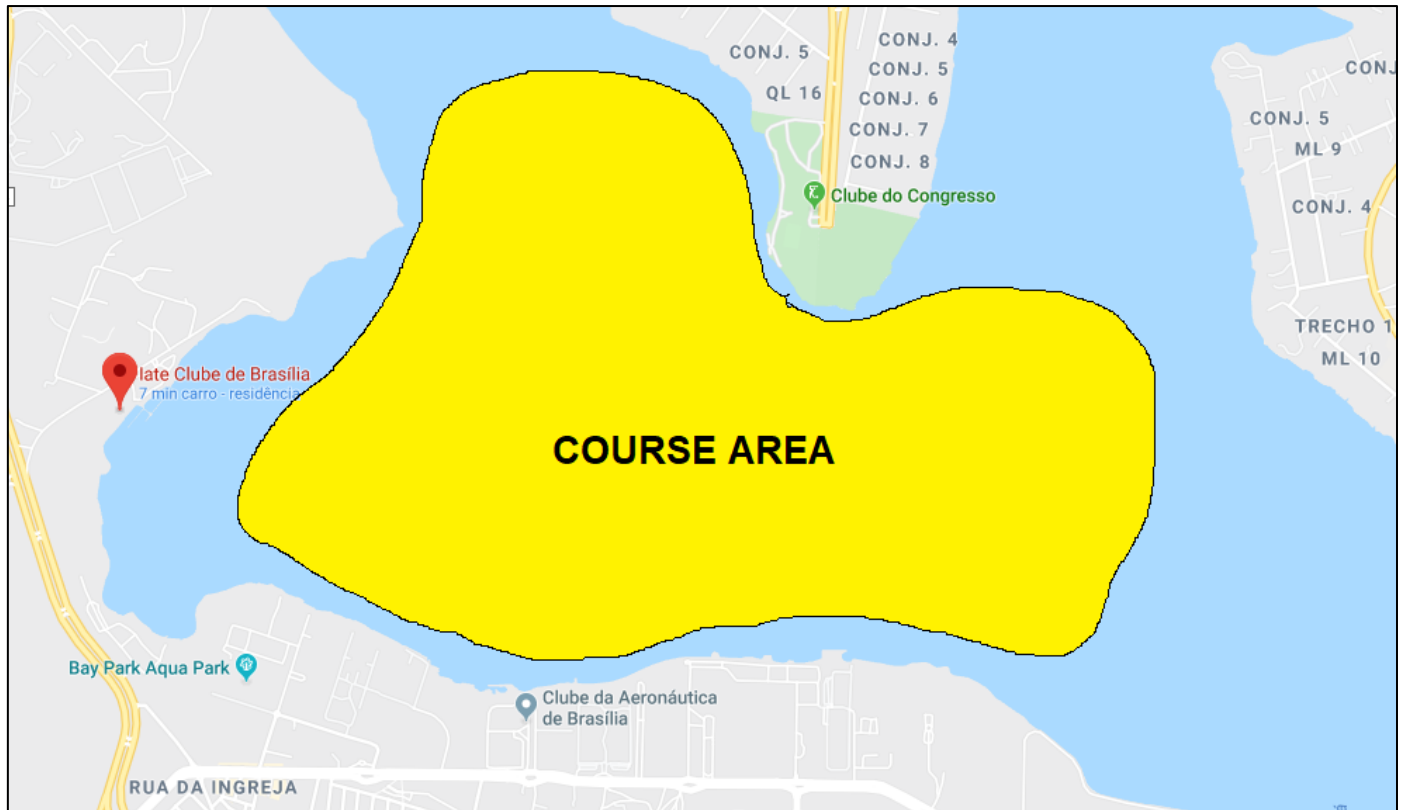 CONJ. 5
QL 16
CONJ. 4
CONJ. 5
CONJ. 6
CONJ. 7
CONJ. 8
Clube do Congresso
CONJ
CONJ. 5
ML 9
CONJ. 4
TRECHO 1
ML 10
Iate Clube de Brasília
7 min carro - residência
COURSE AREA
Bay Park Aqua Park
Clube da Aeronáutica
de Brasília
RUA DA INGREJA